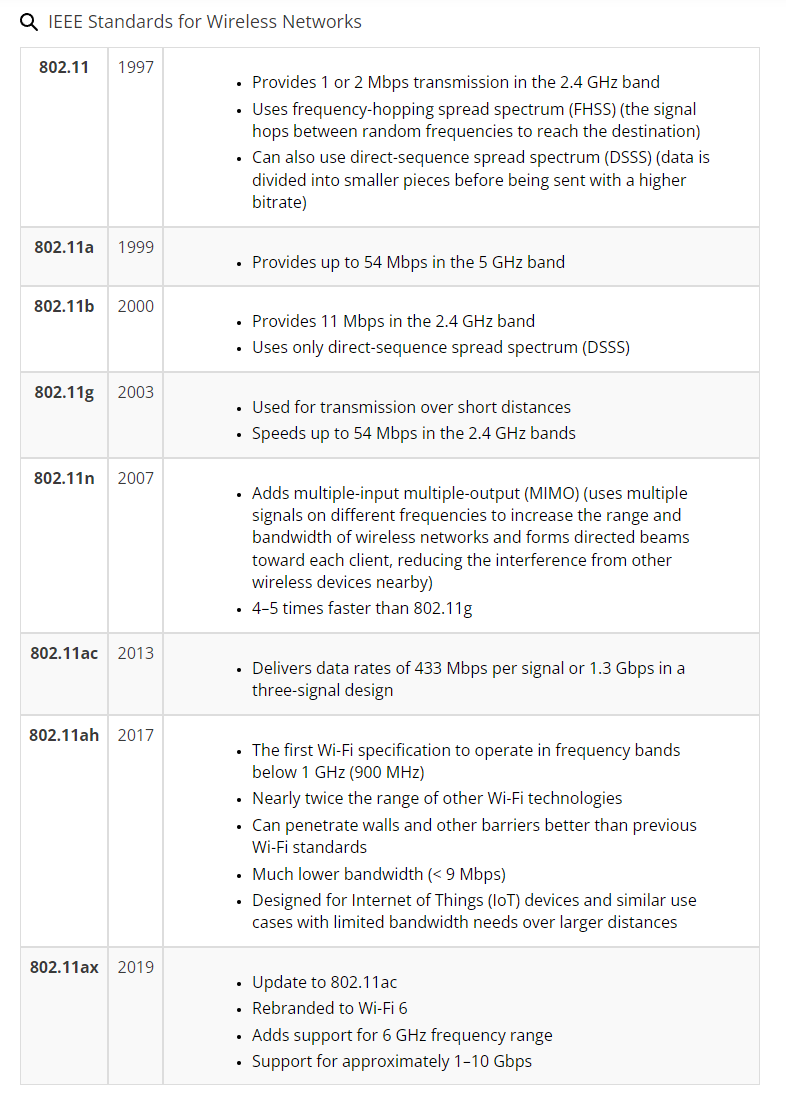 IEEE Standards for Wireless Networks
802.11
1997
• Provides 1 or 2 Mbps transmission in the 2.4 GHz band
• Uses frequency-hopping spread spectrum (FHSS) (the signal
hops between random frequencies to reach the destination)
• Can also use direct-sequence spread spectrum (DSSS) (data is
divided into smaller pieces before being sent with a higher
bitrate)
802.11a
1999
• Provides up to 54 Mbps in the 5 GHz band
802.11b
2000
• Provides 11 Mbps in the 2.4 GHz band
• Uses only direct-sequence spread spectrum (DSSS)
802.11g
2003
• Used for transmission over short distances
• Speeds up to 54 Mbps in the 2.4 GHz bands
802.11n
2007
• Adds multiple-input multiple-output (MIMO) (uses multiple
signals on different frequencies to increase the range and
bandwidth of wireless networks and forms directed beams
toward each client, reducing the interference from other
wireless devices nearby)
• 4–5 times faster than 802.11g
802.11ac
2013
• Delivers data rates of 433 Mbps per signal or 1.3 Gbps in a
three-signal design
802.11ah
2017
• The first Wi-Fi specification to operate in frequency bands
below 1 GHz (900 MHz)
• Nearly twice the range of other Wi-Fi technologies
• Can penetrate walls and other barriers better than previous
Wi-Fi standards
• Much lower bandwidth (< 9 Mbps)
• Designed for Internet of Things (IoT) devices and similar use
cases with limited bandwidth needs over larger distances
802.11ax
2019
• Update to 802.11ac
• Rebranded to Wi-Fi 6
• Adds support for 6 GHz frequency range
• Support for approximately 1–10 Gbps